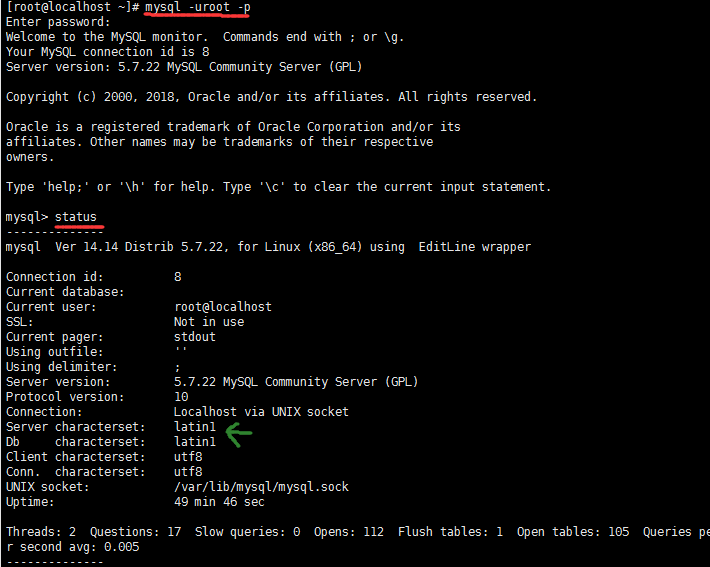 [root@localhost ~]# mysql -uroot -p
Enter password:
Welcome to the MySQL monitor.  Commands end with ; or \g.
Your MySQL connection id is 8
Server version: 5.7.22 MySQL Community Server (GPL)

Copyright (c) 2000, 2018, Oracle and/or its affiliates. All rights reserved.

Oracle is a registered trademark of Oracle Corporation and/or its
affiliates. Other names may be trademarks of their respective
owners.

Type 'help;' or '\h' for help. Type '\c' to clear the current input statement.

mysql> status
--------------
mysql  Ver 14.14 Distrib 5.7.22, for Linux (x86_64) using  EditLine wrapper

Connection id:          8
Current database:
Current user:           root@localhost
SSL:                    Not in use
Current pager:          stdout
Using outfile:          ''
Using delimiter:        ;
Server version:         5.7.22 MySQL Community Server (GPL)
Protocol version:       10
Connection:             Localhost via UNIX socket
Server characterset:    latin1
Db     characterset:    latin1
Client characterset:    utf8
Conn.  characterset:    utf8
UNIX socket:            /var/lib/mysql/mysql.sock
Uptime:                 49 min 46 sec

Threads: 2  Questions: 17  Slow queries: 0  Opens: 112  Flush tables: 1  Open tables: 105  Queries pe
r second avg: 0.005
--------------